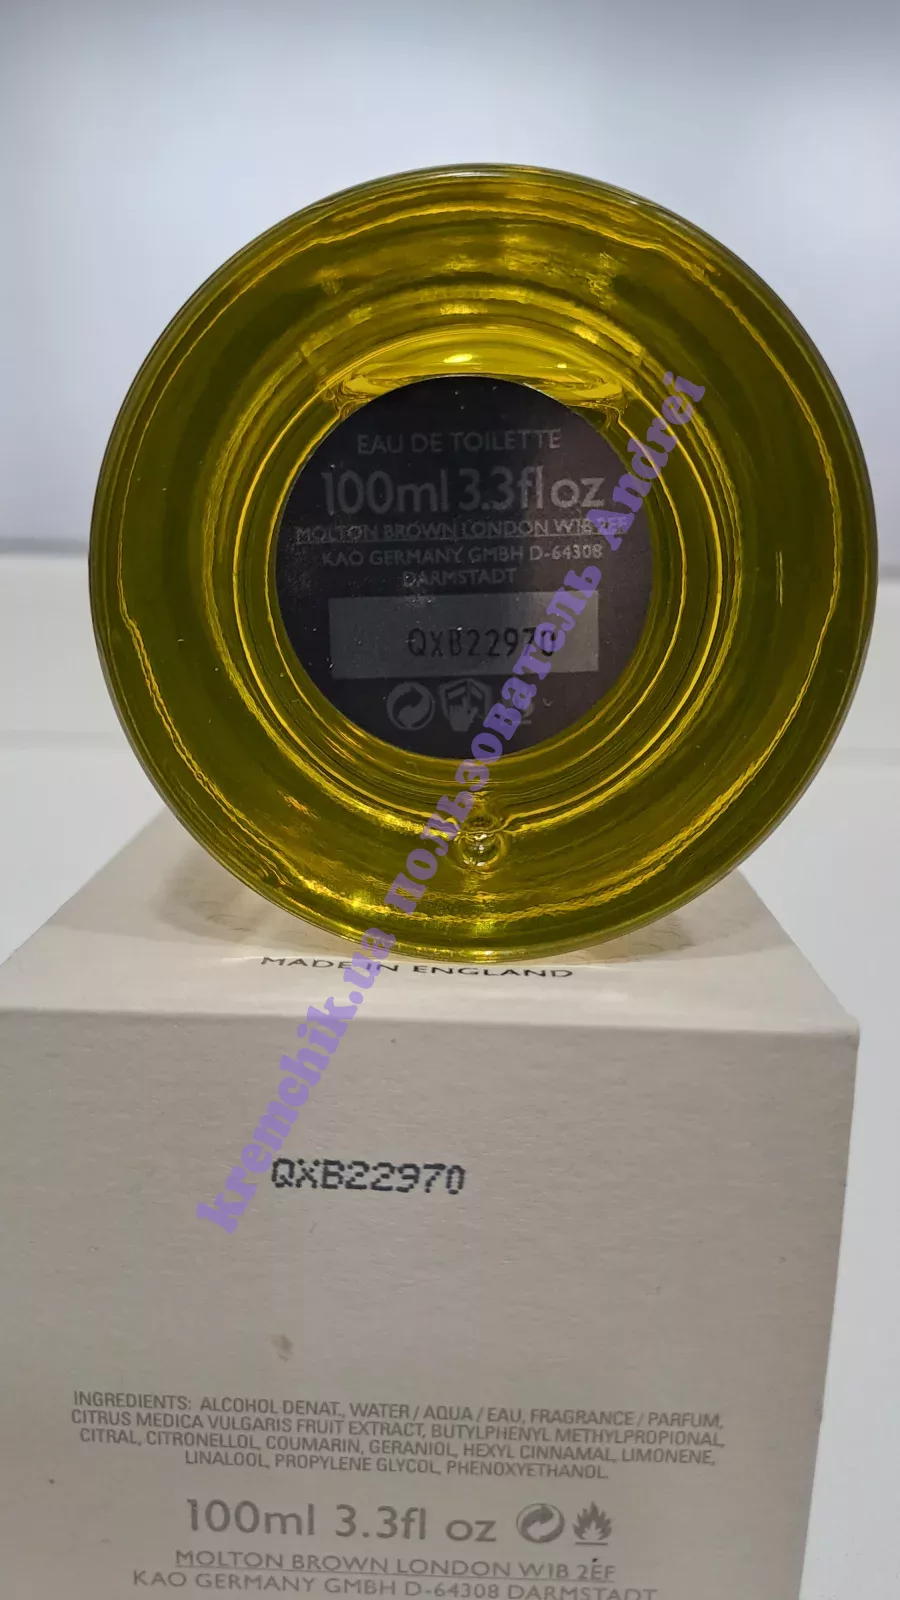 EAU DE TOILETTE
100ml 3.3fl oz
MOLTON BROWN LONDON W1B 2EF
KAO GERMANY GMBH D-64308
DARMSTADT
QXB22970
MADE IN ENGLAND
QXB22970
INGREDIENTS: ALCOHOL DENAT., WATER / AQUA / EAU, FRAGRANCE / PARFUM,
CITRUS MEDICA VULGARIS FRUIT EXTRACT, BUTYLPHENYL METHYLPROPIONAL,
CITRAL, CITRONELLOL, COUMARIN, GERANIOL, HEXYL CINNAMAL, LIMONENE,
LINALOOL, PROPYLENE GLYCOL, PHENOXYETHANOL.
100ml 3.3fl oz
MOLTON BROWN LONDON W1B 2EF
KAO GERMANY GMBH D-64308 DARMSTADT
kremchik.ua пользователь Andrei